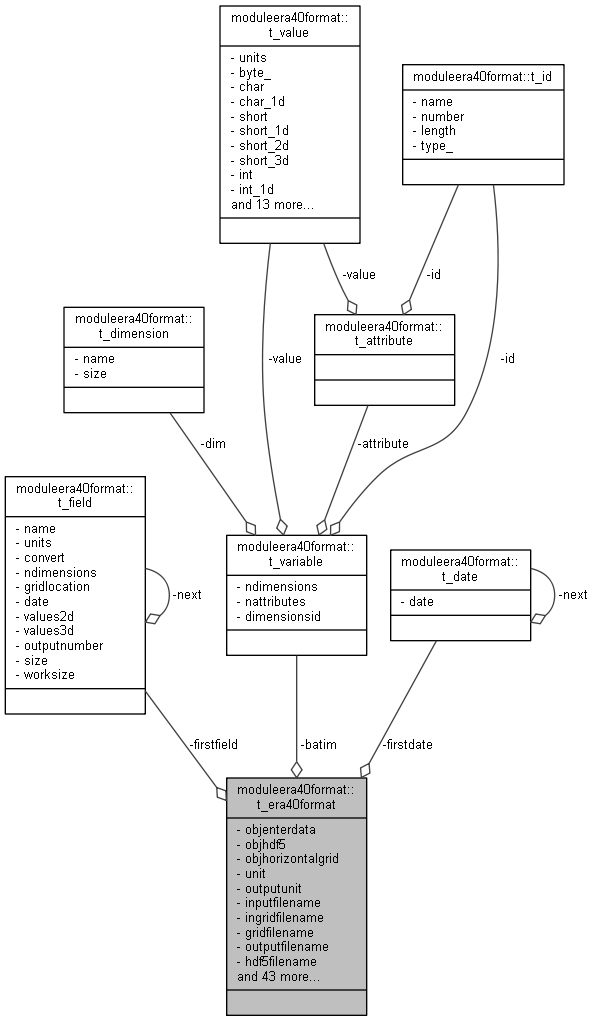 moduleera40format::
t_value
- units
- byte_
- char
- char_1d
- short
- short_1d
- short_2d
- short_3d
- int
- int_1d
and 13 more...
moduleera40format::t_id
- name
- number
- length
- type_
-value
-id
moduleera40format::
t_dimension
- name
- size
moduleera40format::
t_attribute
-value
-id
-dim
-attribute
moduleera40format::
t_field
- name
- units
- convert
- ndimensions
- gridlocation
- date
- values2d
- values3d
- outputnumber
- size
- worksize
-next
moduleera40format::
t_variable
- ndimensions
- nattributes
- dimensionsid
moduleera40format::
t_date
- date
-next
-firstfield
-batim
-firstdate
moduleera40format::
t_era40format
- objenterdata
- objhdf5
- objhorizontalgrid
- unit
- outputunit
- inputfilename
- ingridfilename
- gridfilename
- outputfilename
- hdf5filename
and 43 more...